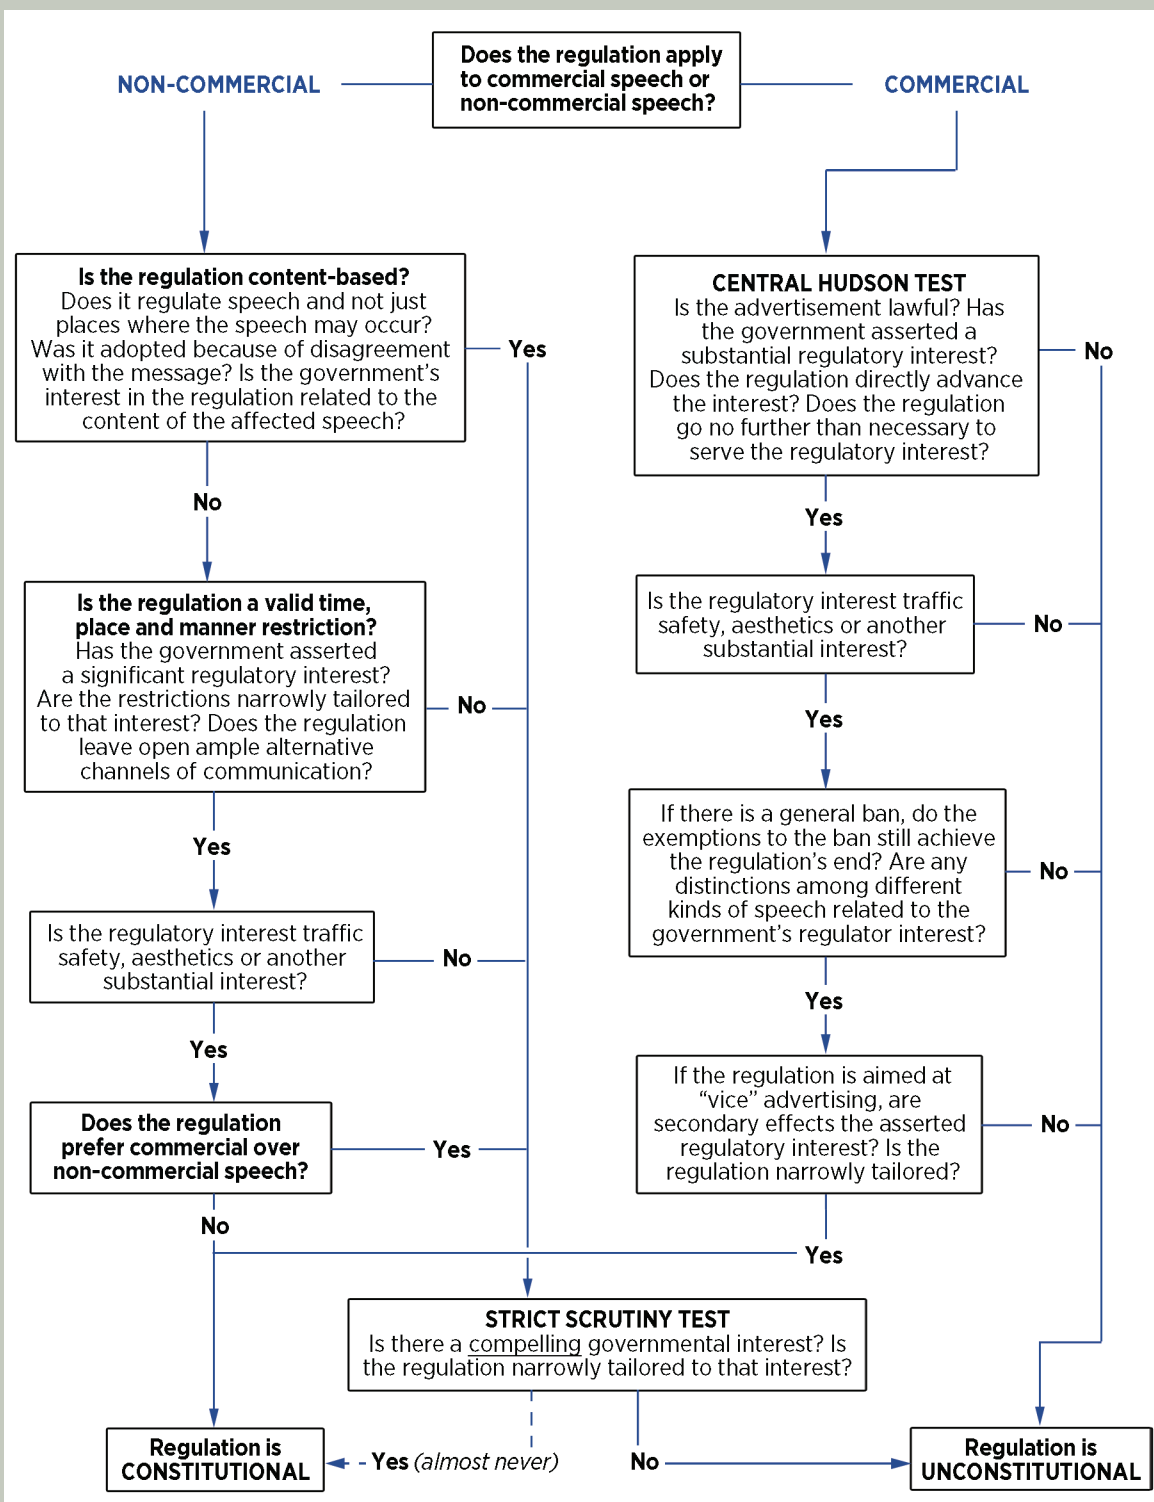 Does the regulation apply
to commercial speech or
non-commercial speech?
NON-COMMERCIAL
COMMERCIAL
Is the regulation content-based?
Does it regulate speech and not just
places where the speech may occur?
Was it adopted because of disagreement
with the message? Is the government’s
interest in the regulation related to the
content of the affected speech?
Yes
No
Is the regulation a valid time,
place and manner restriction?
Has the government asserted
a significant regulatory interest?
Are the restrictions narrowly tailored
to that interest? Does the regulation
leave open ample alternative
channels of communication?
No
Yes
Is the regulatory interest traffic
safety, aesthetics or another
substantial interest?
No
Yes
Does the regulation
prefer commercial over
non-commercial speech?
Yes
No
CENTRAL HUDSON TEST
Is the advertisement lawful? Has
the government asserted a
substantial regulatory interest?
Does the regulation directly advance
the interest? Does the regulation
go no further than necessary to
serve the regulatory interest?
No
Yes
Is the regulatory interest traffic
safety, aesthetics or another
substantial interest?
No
Yes
If there is a general ban, do the
exemptions to the ban still achieve
the regulation’s end? Are any
distinctions among different
kinds of speech related to the
government’s regulator interest?
No
Yes
If the regulation is aimed at
“vice” advertising, are
secondary effects the asserted
regulatory interest? Is the
regulation narrowly tailored?
No
Yes
STRICT SCRUTINY TEST
Is there a compelling governmental interest? Is
the regulation narrowly tailored to that interest?
Yes (almost never)
No
Regulation is
CONSTITUTIONAL
Regulation is
UNCONSTITUTIONAL